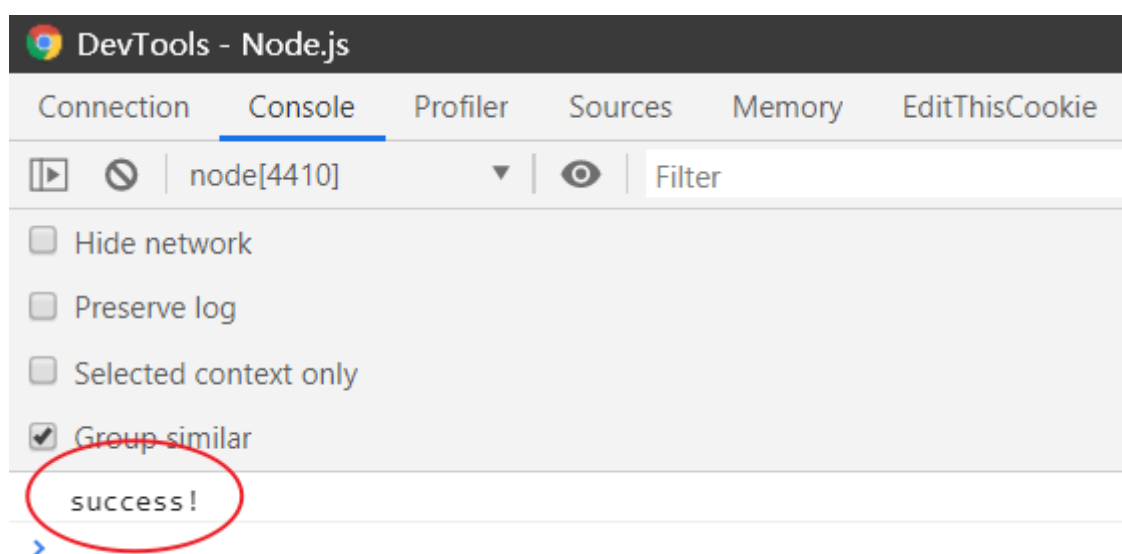 DevTools - Node.js
Connection Console Profiler Sources Memory EditThisCookie
node[4410] Filter
Hide network
Preserve log
Selected context only
Group similar
success!